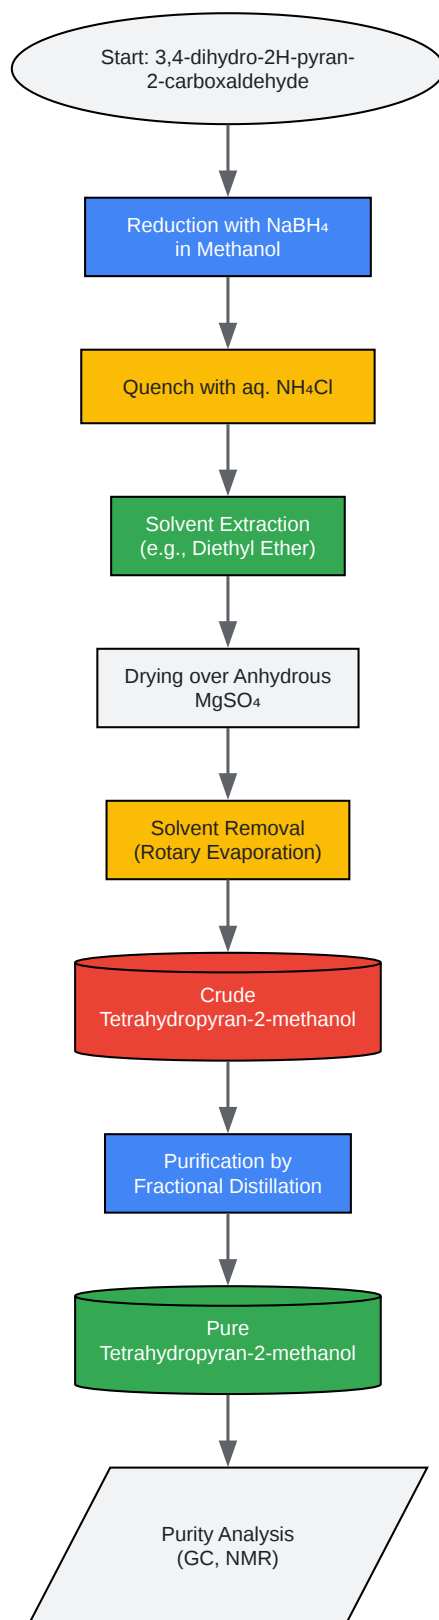 Start: 3,4-dihydro-2H-pyran-
2-carboxaldehyde
Reduction with NaBH₄
in Methanol
Quench with aq. NH₄Cl
Solvent Extraction
(e.g., Diethyl Ether)
Drying over Anhydrous
MgSO₄
Solvent Removal
(Rotary Evaporation)
Crude
Tetrahydropyran-2-methanol
Purification by
Fractional Distillation
Pure
Tetrahydropyran-2-methanol
Purity Analysis
(GC, NMR)